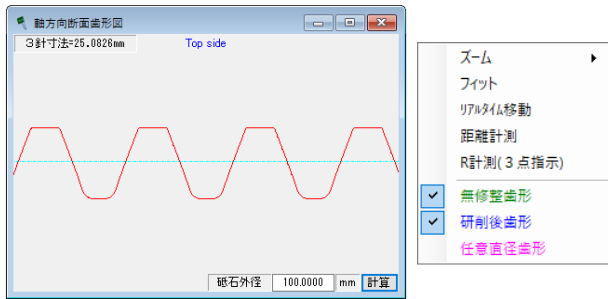 軸方向断面歯形図
3針寸法=25.0826mm
Top side
砥石外径 100.0000 mm 計算
ズーム
フィット
リアルタイム移動
距離計測
R計測(3点指示)
無修整歯形
研削後歯形
任意直径歯形